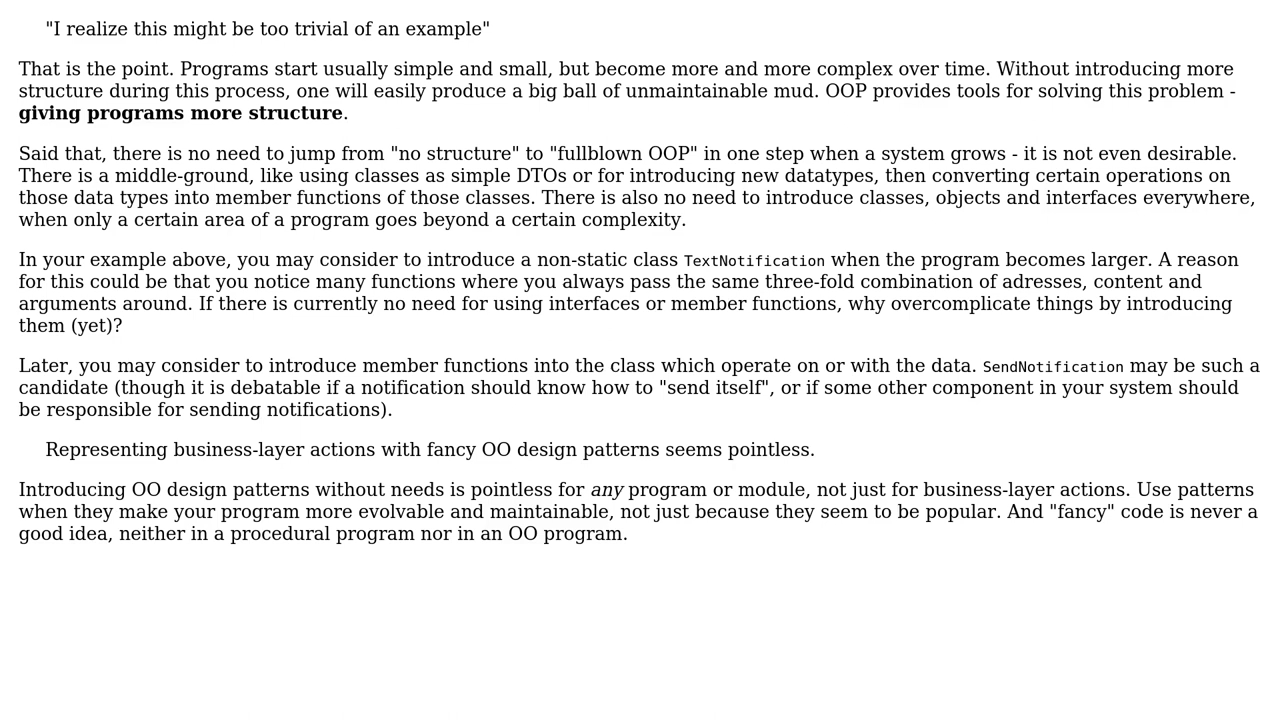 "I realize this might be too trivial of an example"
That is the point. Programs start usually simple and small, but become more and more complex over time. Without introducing more
structure during this process, one will easily produce a big ball of unmaintainable mud. OOP provides tools for solving this problem -
giving programs more structure.
Said that, there is no need to jump from "no structure" to "fullblown OOP" in one step when a system grows - it is not even desirable.
There is a middle-ground, like using classes as simple DTOs or for introducing new datatypes, then converting certain operations on
those data types into member functions of those classes. There is also no need to introduce classes, objects and interfaces everywhere,
when only a certain area of a program goes beyond a certain complexity.
In your example above, you may consider to introduce a non-static class TextNotification when the program becomes larger. A reason
for this could be that you notice many functions where you always pass the same three-fold combination of adresses, content and
arguments around. If there is currently no need for using interfaces or member functions, why overcomplicate things by introducing
them (yet)?
Later, you may consider to introduce member functions into the class which operate on or with the data. SendNotification may be such a
candidate (though it is debatable if a notification should know how to "send itself", or if some other component in your system should
be responsible for sending notifications).
Representing business-layer actions with fancy OO design patterns seems pointless.
Introducing OO design patterns without needs is pointless for any program or module, not just for business-layer actions. Use patterns
when they make your program more evolvable and maintainable, not just because they seem to be popular. And "fancy" code is never a
good idea, neither in a procedural program nor in an OO program.